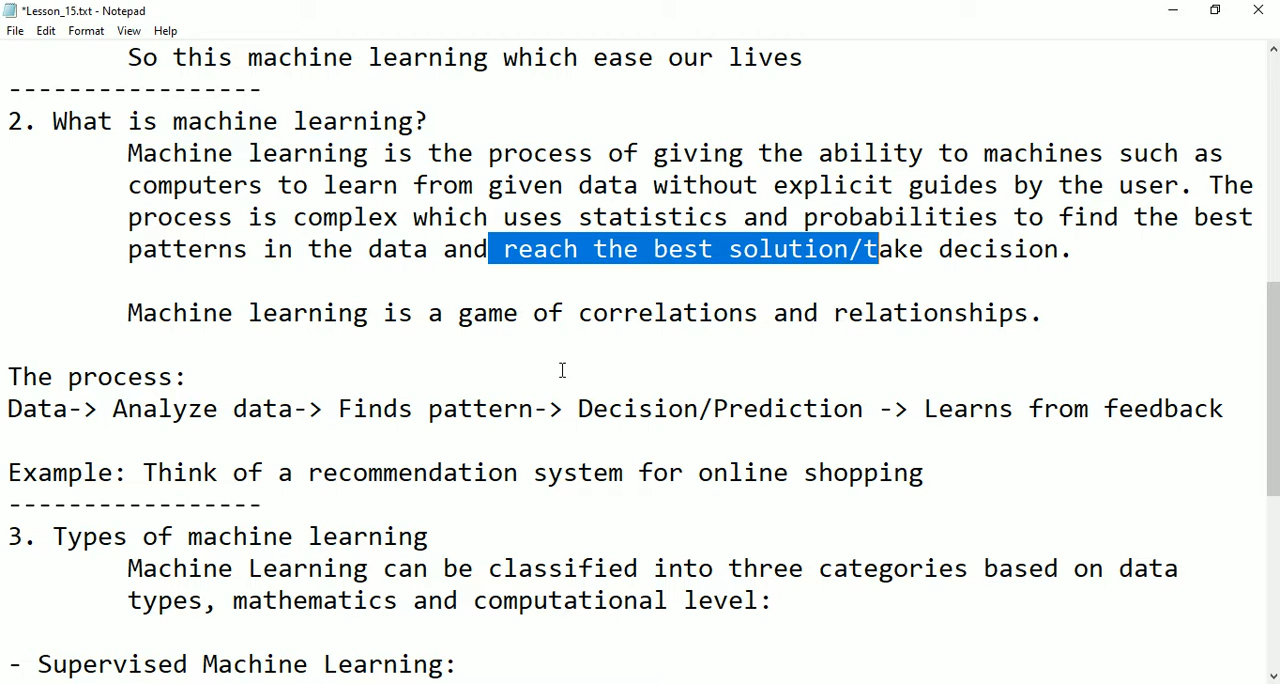 *Lesson_15.txt - Notepad
File Edit Format View Help
So this machine learning which ease our lives
-----------------
2. What is machine learning?
Machine learning is the process of giving the ability to machines such as
computers to learn from given data without explicit guides by the user. The
process is complex which uses statistics and probabilities to find the best
patterns in the data and reach the best solution/take decision.
Machine learning is a game of correlations and relationships.
The process:
Data-> Analyze data-> Finds pattern-> Decision/Prediction -> Learns from feedback
Example: Think of a recommendation system for online shopping
-----------------
3. Types of machine learning
Machine Learning can be classified into three categories based on data
types, mathematics and computational level:
- Supervised Machine Learning: